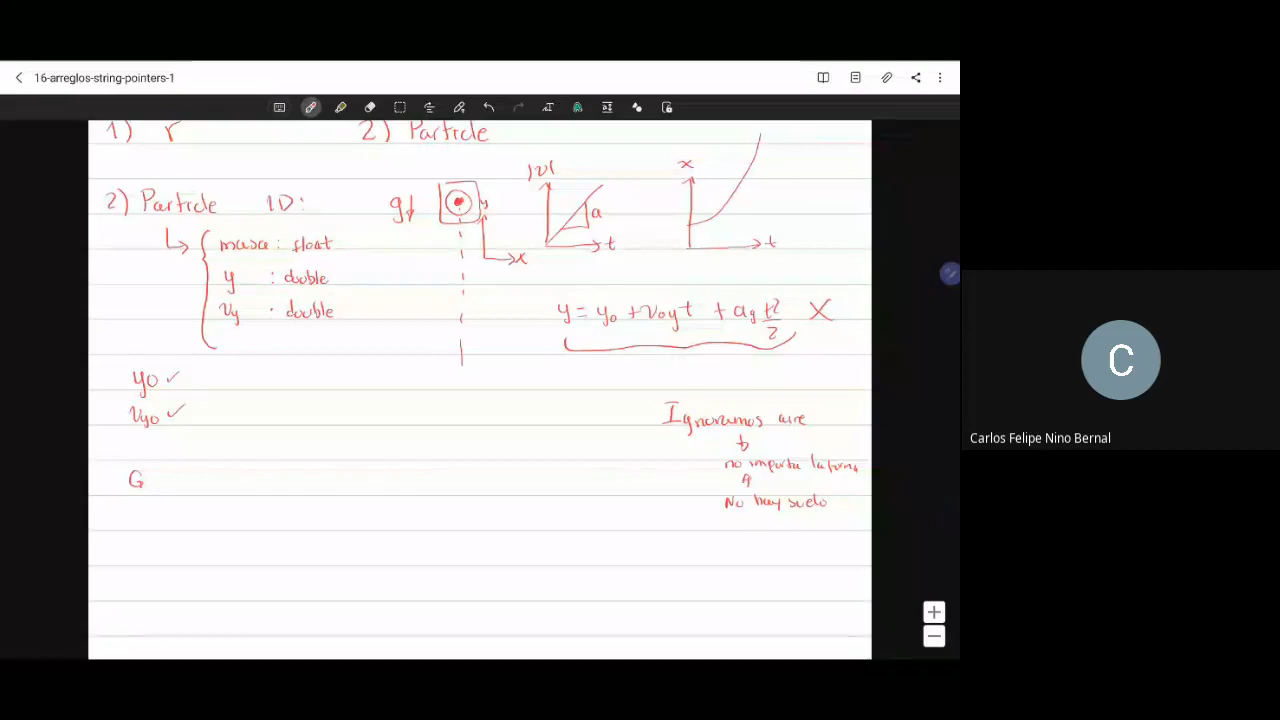 16-arreglos-string-pointers-1
1) r 2) Particle
2) Particle 1D:
g↓
y
x
|v|
a
t
x
t
masa : float
y : double
vy : double
y = y0 + v0y t + ag t²/2 X
y0 ✓
vy0 ✓
G
Ignoramos aire
no importa la forma
No hay suelo
C
Carlos Felipe Nino Bernal